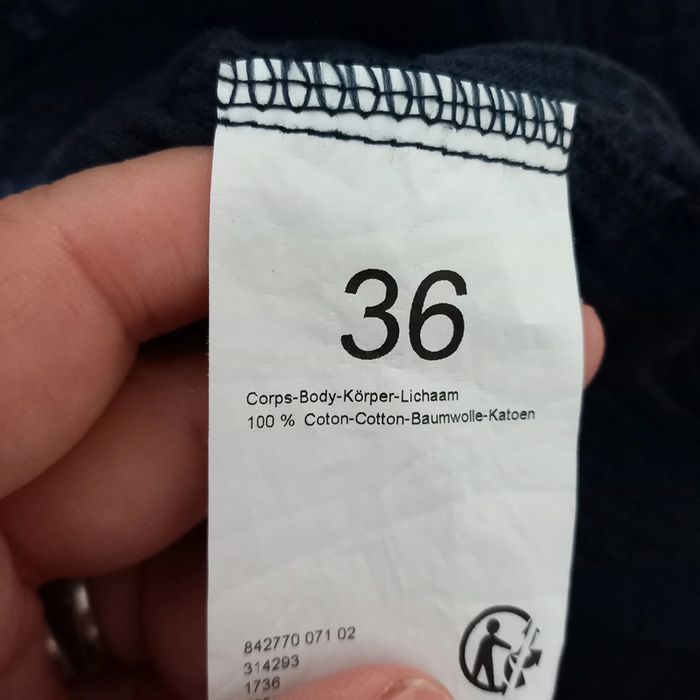 36
Corps-Body-Körper-Lichaam
100 % Coton-Cotton-Baumwolle-Katoen
842770 071 02
314293
1736